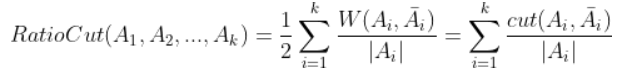 RatioCut(A_1, A_2, ..., A_k) = \frac{1}{2} \sum_{i=1}^{k} \frac{W(A_i, \bar{A}_i)}{|A_i|} = \sum_{i=1}^{k} \frac{cut(A_i, \bar{A}_i)}{|A_i|}